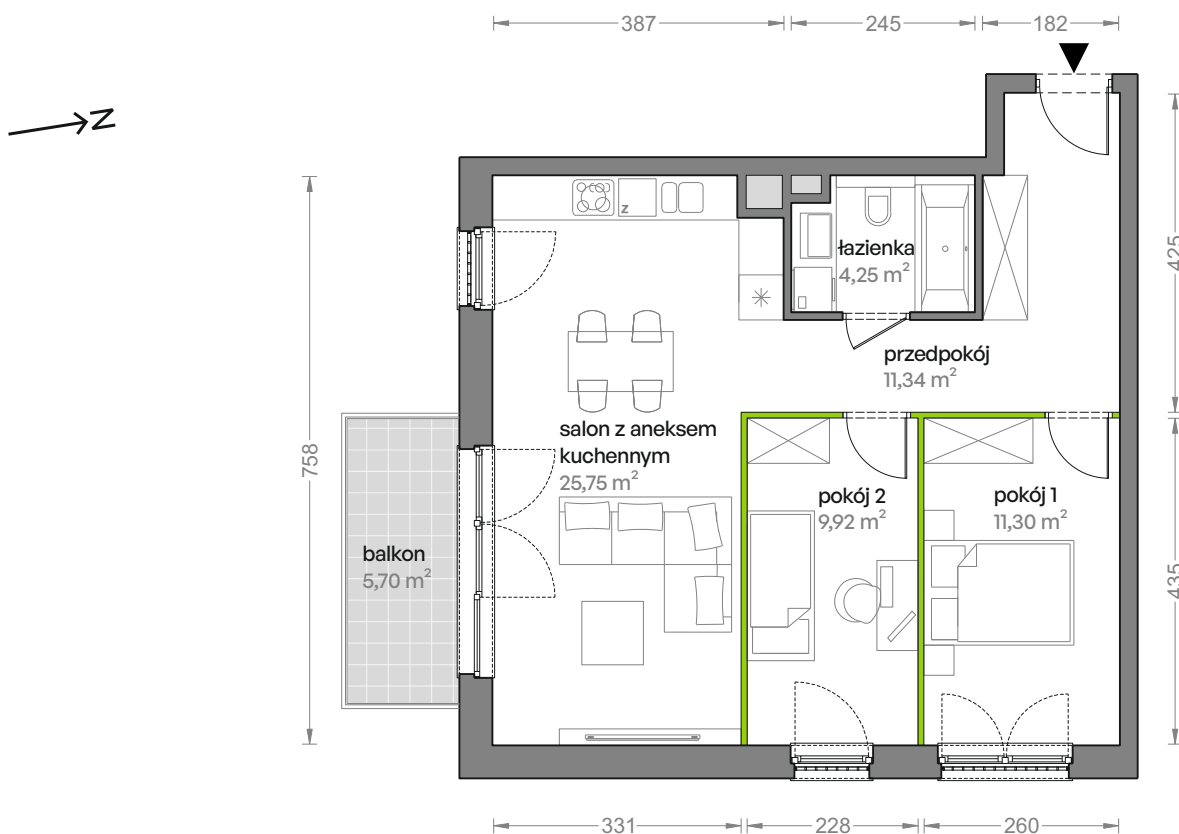 387
245
182
N
z
łazienka
4,25 m²
425
przedpokój
11,34 m²
salon z aneksem
kuchennym
25,75 m²
758
pokój 2
9,92 m²
pokój 1
11,30 m²
balkon
5,70 m²
435
331
228
260